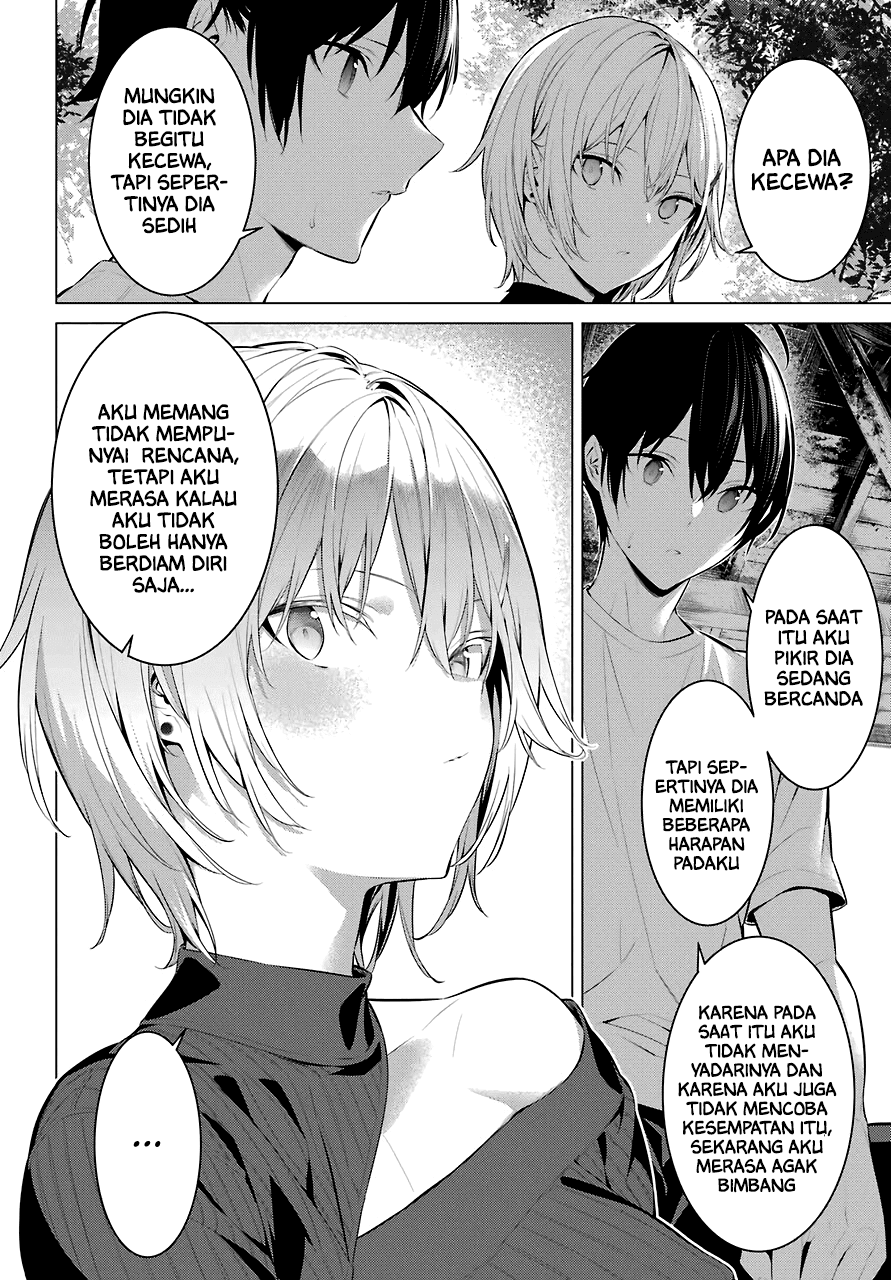 APA DIA
KECEWA?
MUNGKIN
DIA TIDAK
BEGITU
KECEWA,
TAPI SEPER-
TINYA DIA
SEDIH
PADA SAAT
ITU AKU
PIKIR DIA
SEDANG
BERCANDA
TAPI SEP-
ERTINYA DIA
MEMILIKI
BEBERAPA
HARAPAN
PADAKU
KARENA PADA
SAAT ITU AKU
TIDAK MEN-
YADARINYA DAN
KARENA AKU JUGA
TIDAK MENCOBA
KESEMPATAN ITU,
SEKARANG AKU
MERASA AGAK
BIMBANG
AKU MEMANG
TIDAK MEMPU-
NYAI RENCANA,
TETAPI AKU
MERASA KALAU
AKU TIDAK
BOLEH HANYA
BERDIAM DIRI
SAJA...
...